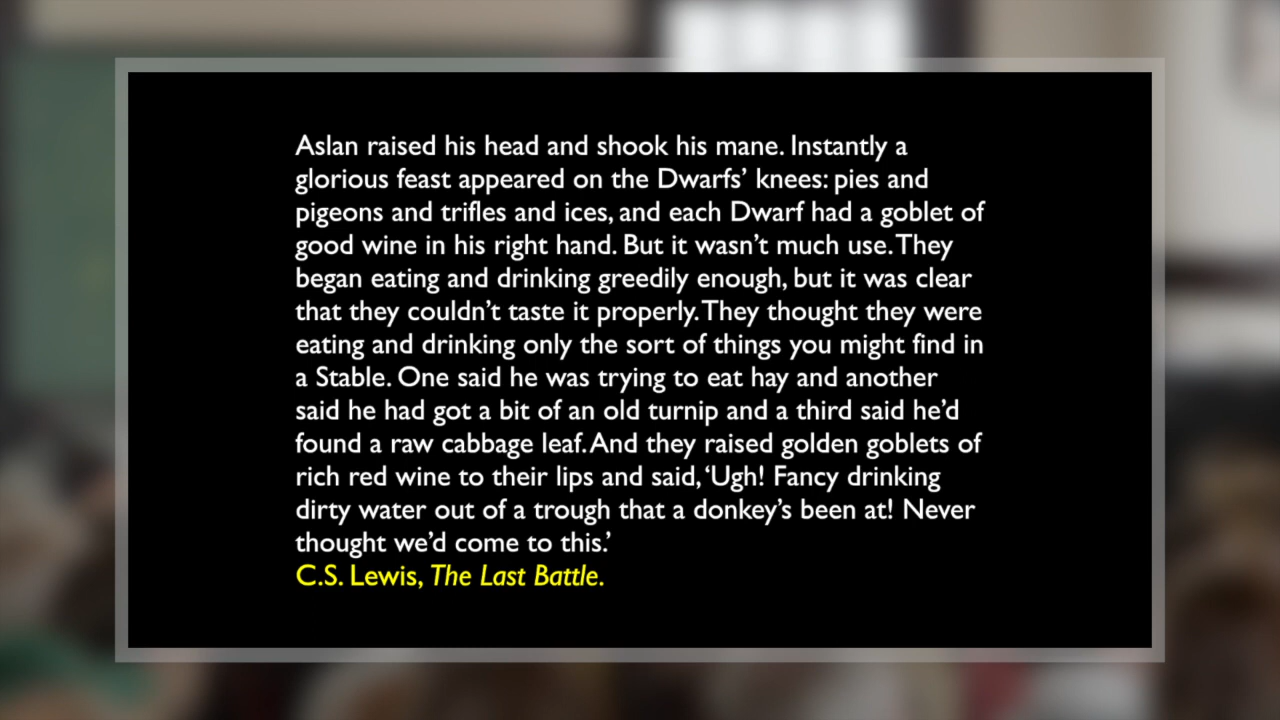 Aslan raised his head and shook his mane. Instantly a
glorious feast appeared on the Dwarfs’ knees: pies and
pigeons and trifles and ices, and each Dwarf had a goblet of
good wine in his right hand. But it wasn’t much use. They
began eating and drinking greedily enough, but it was clear
that they couldn’t taste it properly. They thought they were
eating and drinking only the sort of things you might find in
a Stable. One said he was trying to eat hay and another
said he had got a bit of an old turnip and a third said he’d
found a raw cabbage leaf. And they raised golden goblets of
rich red wine to their lips and said, ‘Ugh! Fancy drinking
dirty water out of a trough that a donkey’s been at! Never
thought we’d come to this.’
C.S. Lewis, The Last Battle.